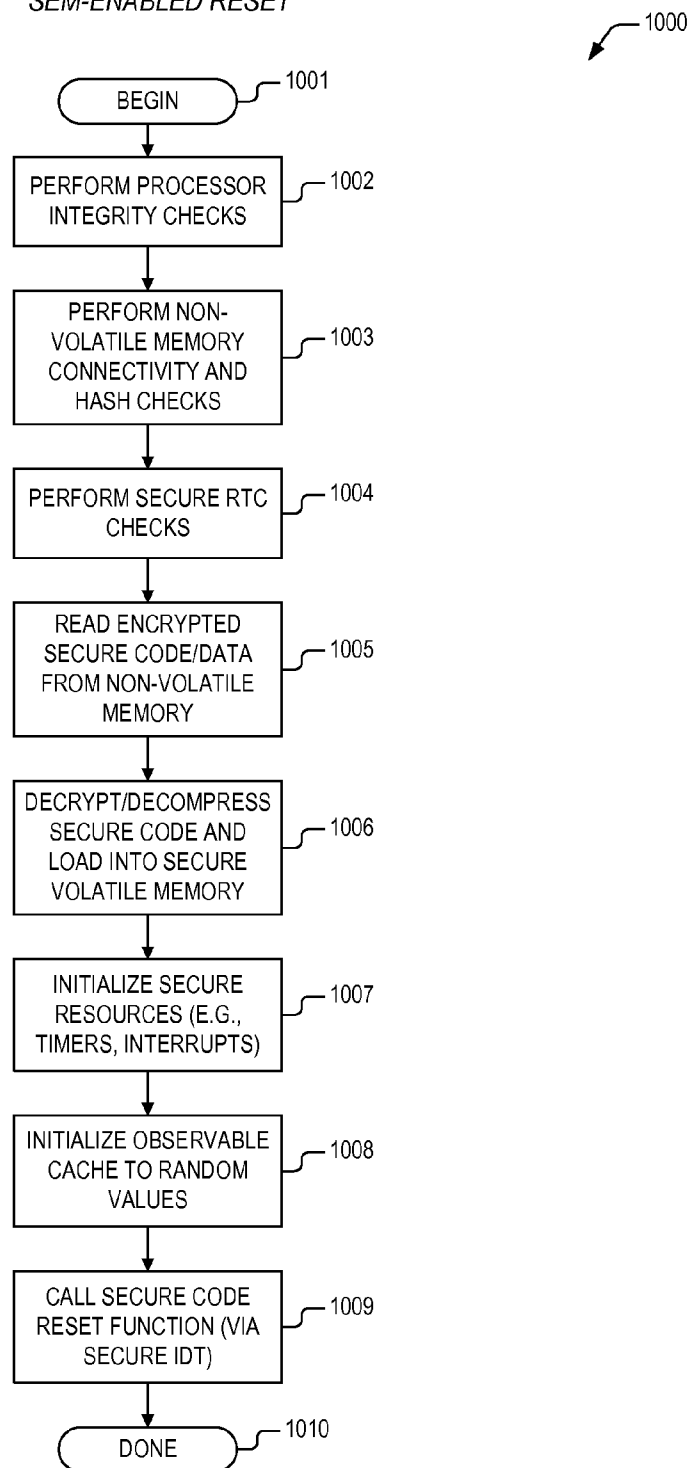 SEM-ENABLED RESET
1000
BEGIN
1001
PERFORM PROCESSOR
INTEGRITY CHECKS
1002
PERFORM NON-
VOLATILE MEMORY
CONNECTIVITY AND
HASH CHECKS
1003
PERFORM SECURE RTC
CHECKS
1004
READ ENCRYPTED
SECURE CODE/DATA
FROM NON-VOLATILE
MEMORY
1005
DECRYPT/DECOMPRESS
SECURE CODE AND
LOAD INTO SECURE
VOLATILE MEMORY
1006
INITIALIZE SECURE
RESOURCES (E.G.,
TIMERS, INTERRUPTS)
1007
INITIALIZE OBSERVABLE
CACHE TO RANDOM
VALUES
1008
CALL SECURE CODE
RESET FUNCTION (VIA
SECURE IDT)
1009
DONE
1010